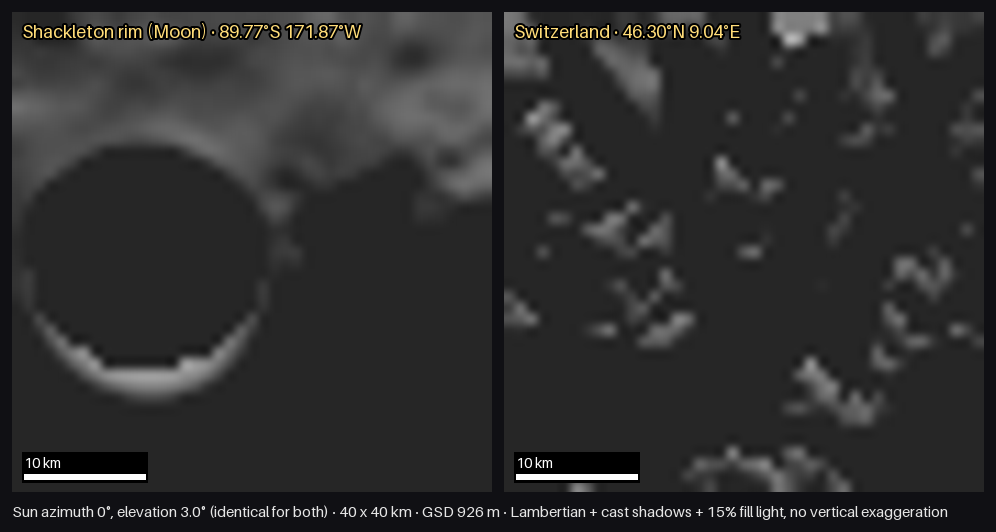 Shackleton rim (Moon) · 89.77°S 171.87°W
Switzerland · 46.30°N 9.04°E
10 km
10 km
Sun azimuth 0°, elevation 3.0° (identical for both) · 40 x 40 km · GSD 926 m · Lambertian + cast shadows + 15% fill light, no vertical exaggeration